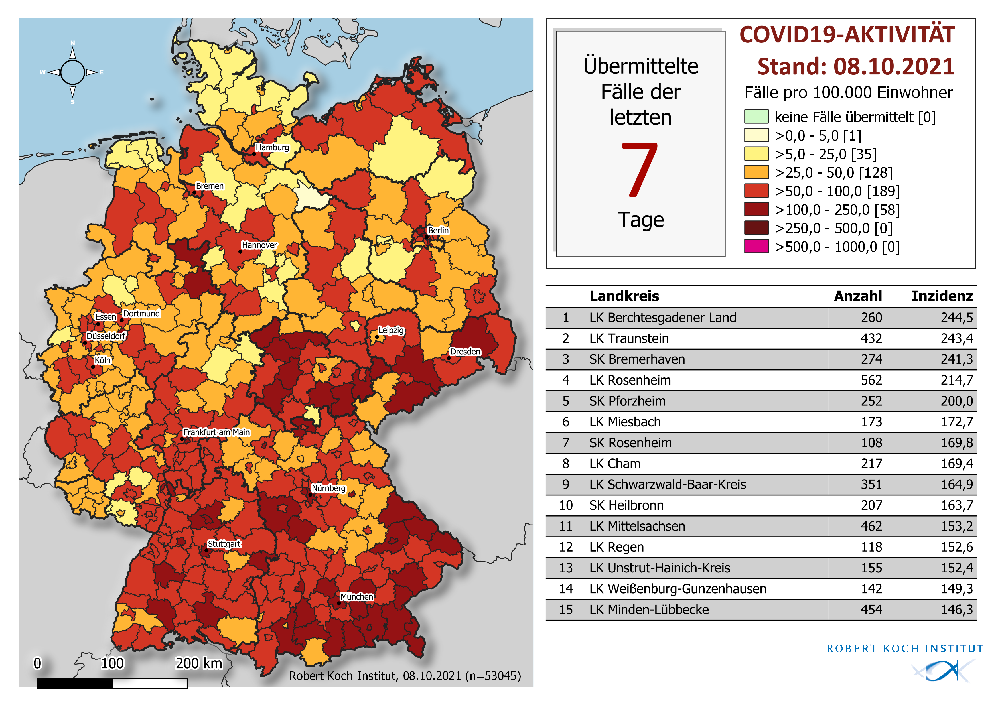 N
W
E
S
Hamburg
Bremen
Berlin
Hannover
Essen
Dortmund
Düsseldorf
Leipzig
Dresden
Köln
Frankfurt am Main
Nürnberg
Stuttgart
München
0 100 200 km
Robert Koch-Institut, 08.10.2021 (n=53045)
Übermittelte
Fälle der
letzten
7
Tage
COVID19-AKTIVITÄT
Stand: 08.10.2021
Fälle pro 100.000 Einwohner
keine Fälle übermittelt [0]
>0,0 - 5,0 [1]
>5,0 - 25,0 [35]
>25,0 - 50,0 [128]
>50,0 - 100,0 [189]
>100,0 - 250,0 [58]
>250,0 - 500,0 [0]
>500,0 - 1000,0 [0]
Landkreis Anzahl Inzidenz
1 LK Berchtesgadener Land 260 244,5
2 LK Traunstein 432 243,4
3 SK Bremerhaven 274 241,3
4 LK Rosenheim 562 214,7
5 SK Pforzheim 252 200,0
6 LK Miesbach 173 172,7
7 SK Rosenheim 108 169,8
8 LK Cham 217 169,4
9 LK Schwarzwald-Baar-Kreis 351 164,9
10 SK Heilbronn 207 163,7
11 LK Mittelsachsen 462 153,2
12 LK Regen 118 152,6
13 LK Unstrut-Hainich-Kreis 155 152,4
14 LK Weißenburg-Gunzenhausen 142 149,3
15 LK Minden-Lübbecke 454 146,3
ROBERT KOCH INSTITUT